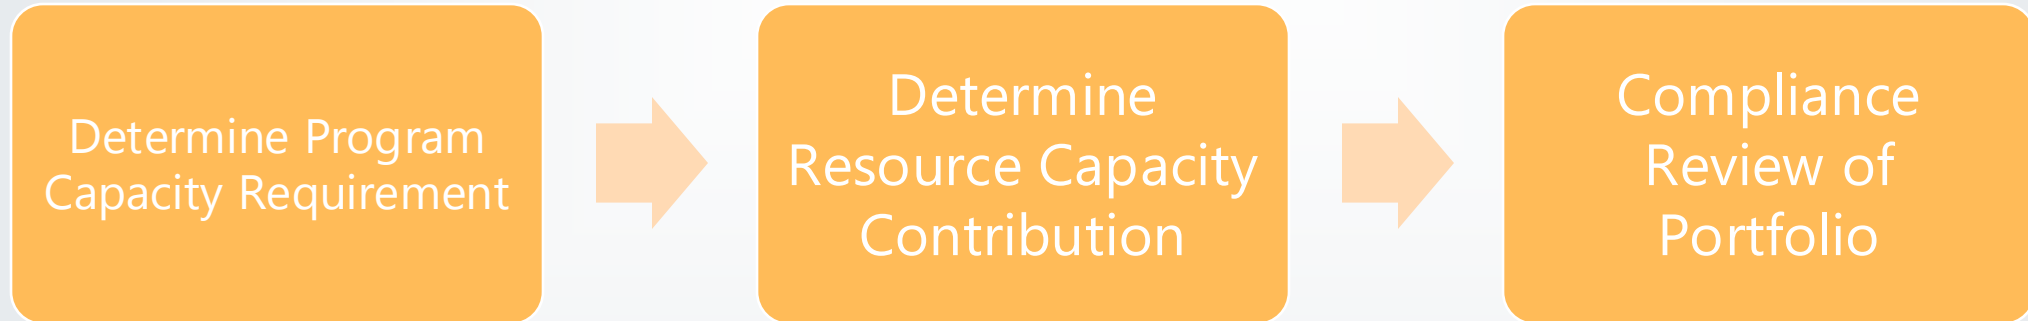 Determine Program
Capacity Requirement
Determine
Resource Capacity
Contribution
Compliance
Review of
Portfolio